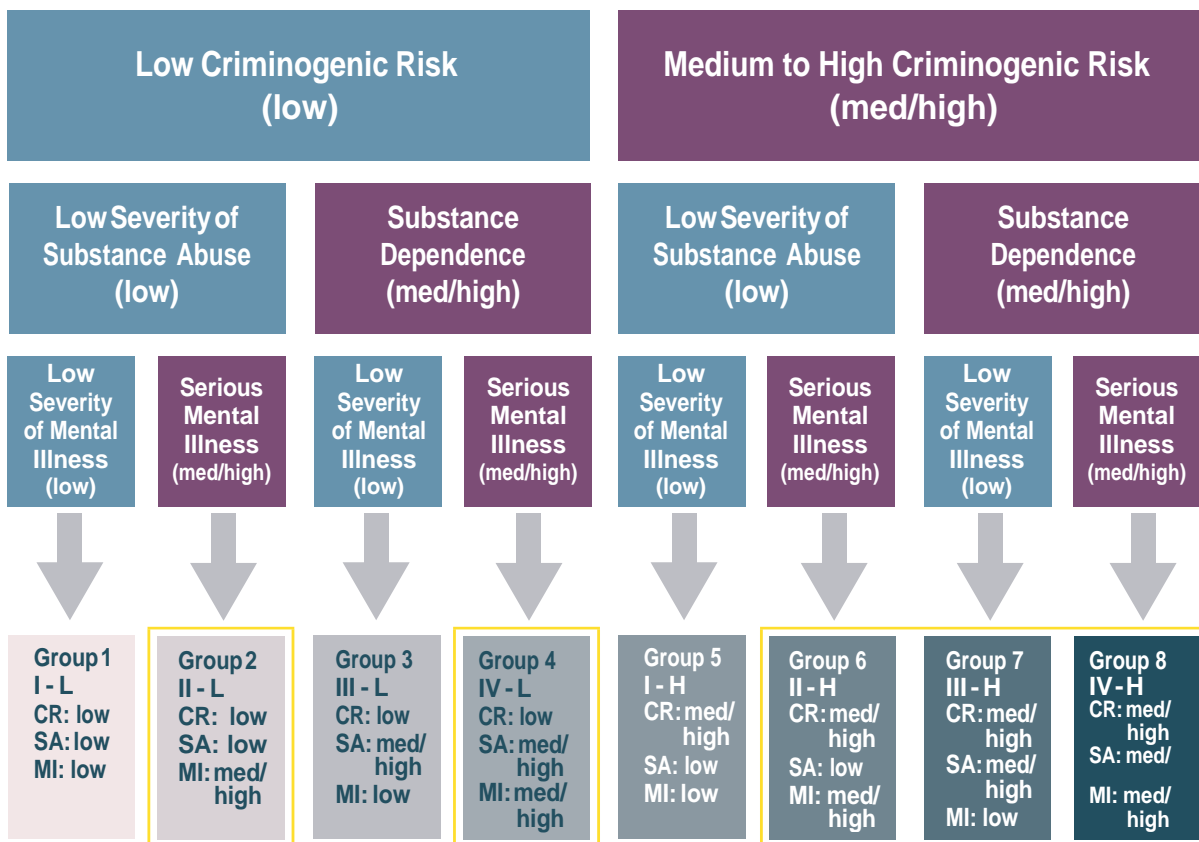 Low Criminogenic Risk
(low)
Medium to High Criminogenic Risk
(med/high)
Low Severity of
Substance Abuse
(low)
Substance
Dependence
(med/high)
Low Severity of
Substance Abuse
(low)
Substance
Dependence
(med/high)
Low
Severity
of Mental
Illness
(low)
Serious
Mental
Illness
(med/high)
Low
Severity
of Mental
Illness
(low)
Serious
Mental
Illness
(med/high)
Low
Severity
of Mental
Illness
(low)
Serious
Mental
Illness
(med/high)
Low
Severity
of Mental
Illness
(low)
Serious
Mental
Illness
(med/high)
Group 1
I - L
CR: low
SA: low
MI: low
Group 2
II - L
CR: low
SA: low
MI: med/
high
Group 3
III - L
CR: low
SA: med/
high
MI: low
Group 4
IV - L
CR: low
SA: med/
high
MI: med/
high
Group 5
I - H
CR: med/
high
SA: low
MI: low
Group 6
II - H
CR: med/
high
SA: low
MI: med/
high
Group 7
III - H
CR: med/
high
SA: med/
high
MI: low
Group 8
IV - H
CR: med/
high
SA: med/
MI: med/
high